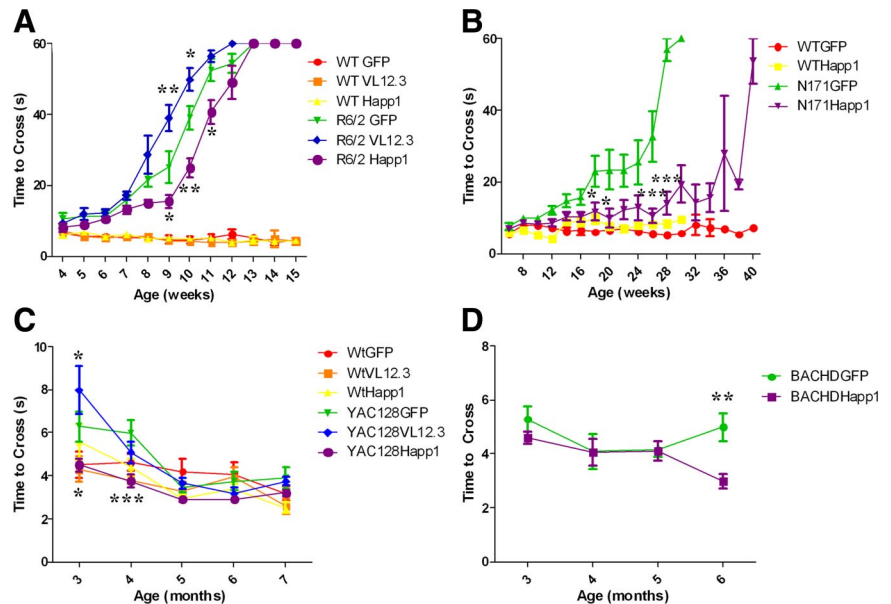 A
Time to Cross (s)
60
40
20
0
**
*
*
**
*
4 5 6 7 8 9 10 11 12 13 14 15
Age (weeks)
WT GFP
WT VL12.3
WT Happ1
R6/2 GFP
R6/2 VL12.3
R6/2 Happ1
B
Time to Cross (s)
60
40
20
0
*
*
***
***
8 12 16 20 24 28 32 36 40
Age (weeks)
WTGFP
WTHapp1
N171GFP
N171Happ1
C
Time to Cross (s)
10
8
6
4
2
0
*
*
***
3 4 5 6 7
Age (months)
WtGFP
WtVL12.3
WtHapp1
YAC128GFP
YAC128VL12.3
YAC128Happ1
D
Time to Cross
8
6
4
2
0
**
3 4 5 6
Age (months)
BACHDGFP
BACHDHapp1